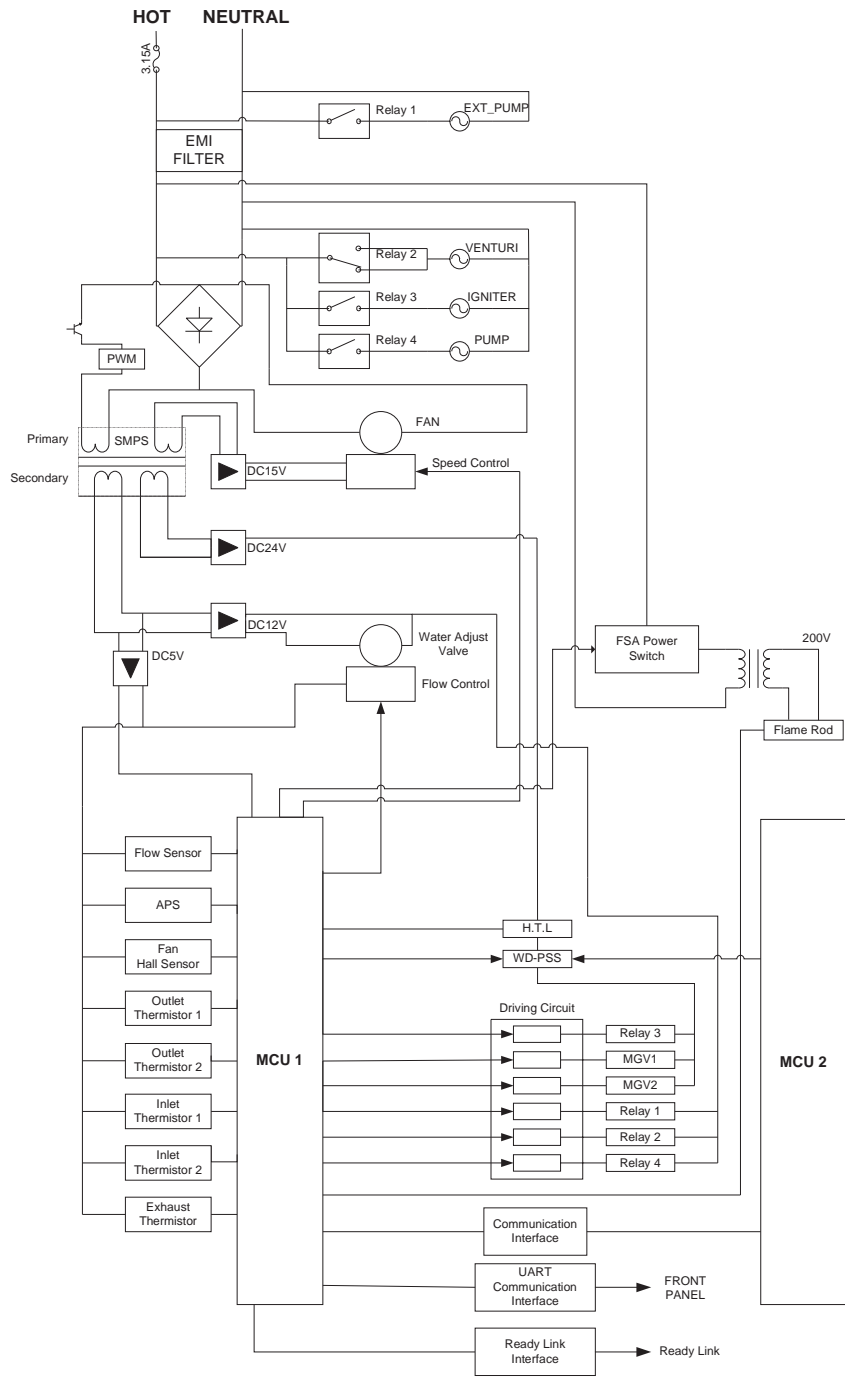 HOT NEUTRAL
3.15A
Relay 1
EXT_PUMP
EMI
FILTER
Relay 2
VENTURI
Relay 3
IGNITER
Relay 4
PUMP
PWM
FAN
Primary
SMPS
Secondary
DC15V
Speed Control
DC24V
DC12V
Water Adjust
Valve
FSA Power
Switch
200V
DC5V
Flow Control
Flame Rod
Flow Sensor
APS
H.T.L
Fan
Hall Sensor
WD-PSS
Outlet
Thermistor 1
Driving Circuit
Relay 3
Outlet
Thermistor 2
MCU 1
MGV1
MCU 2
MGV2
Inlet
Thermistor 1
Relay 1
Relay 2
Inlet
Thermistor 2
Relay 4
Exhaust
Thermistor
Communication
Interface
UART
Communication
Interface
FRONT
PANEL
Ready Link
Interface
Ready Link